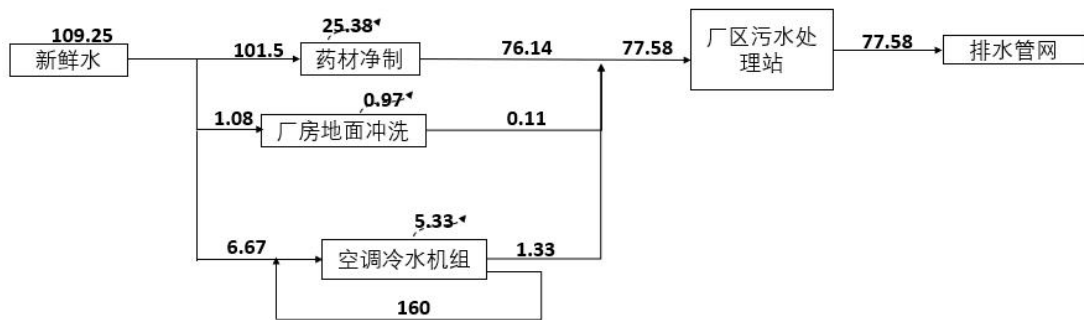 109.25
新鲜水
101.5
25.38
药材净制
76.14
77.58
厂区污水处
理站
77.58
排水管网
1.08
0.97
厂房地面冲洗
0.11
6.67
5.33
空调冷水机组
1.33
160